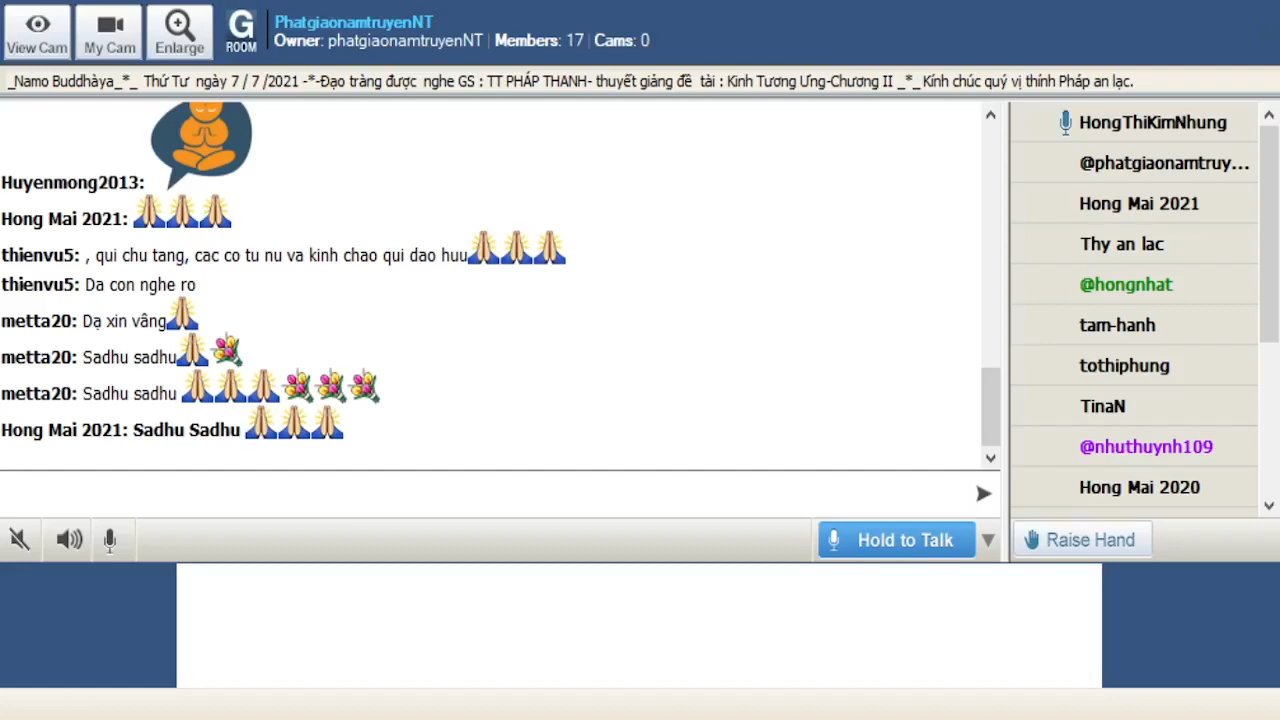 View Cam
My Cam
Enlarge
G
ROOM
PhatgiaonamtruyenNT
Owner: phatgiaonamtruyenNT | Members: 17 | Cams: 0
_Namo Buddhàya_*_ Thứ Tư ngày 7 / 7 /2021 -*-Đạo tràng được nghe GS : TT PHÁP THANH- thuyết giảng đề tài : Kinh Tương Ưng-Chương II _*_Kính chúc quý vị thính Pháp an lạc.
Huyenmong2013:
Hong Mai 2021:
thienvu5: , qui chu tang, cac co tu nu va kinh chao qui dao huu
thienvu5: Da con nghe ro
metta20: Dạ xin vâng
metta20: Sadhu sadhu
metta20: Sadhu sadhu
Hong Mai 2021: Sadhu Sadhu
HongThiKimNhung
@phatgiaonamtruy...
Hong Mai 2021
Thy an lac
@hongnhat
tam-hanh
tothiphung
TinaN
@nhuthuynh109
Hong Mai 2020
Hold to Talk
Raise Hand